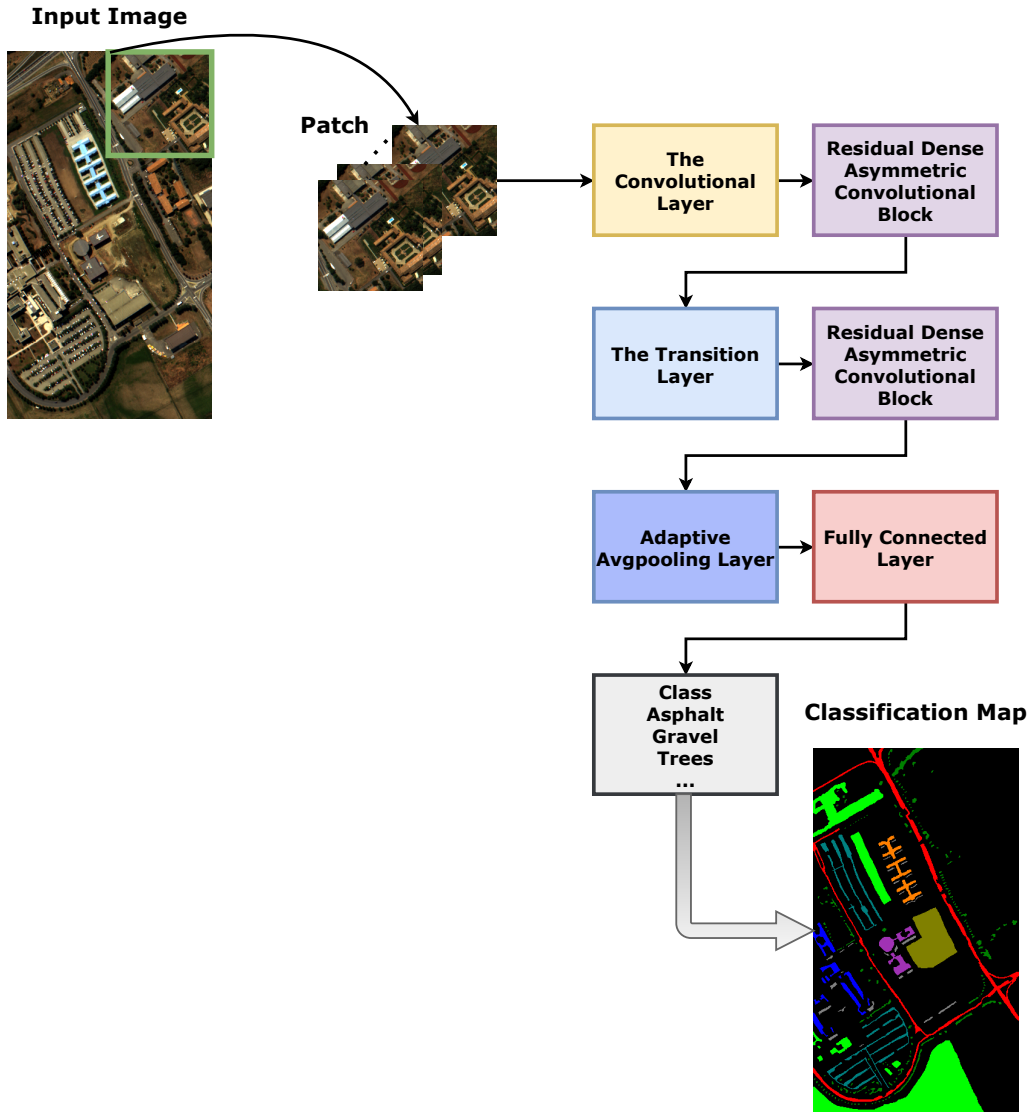 Input Image
Patch
The
Convolutional
Layer
Residual Dense
Asymmetric
Convolutional
Block
The Transition
Layer
Residual Dense
Asymmetric
Convolutional
Block
Adaptive
Avgpooling Layer
Fully Connected
Layer
Class
Asphalt
Gravel
Trees
...
Classification Map